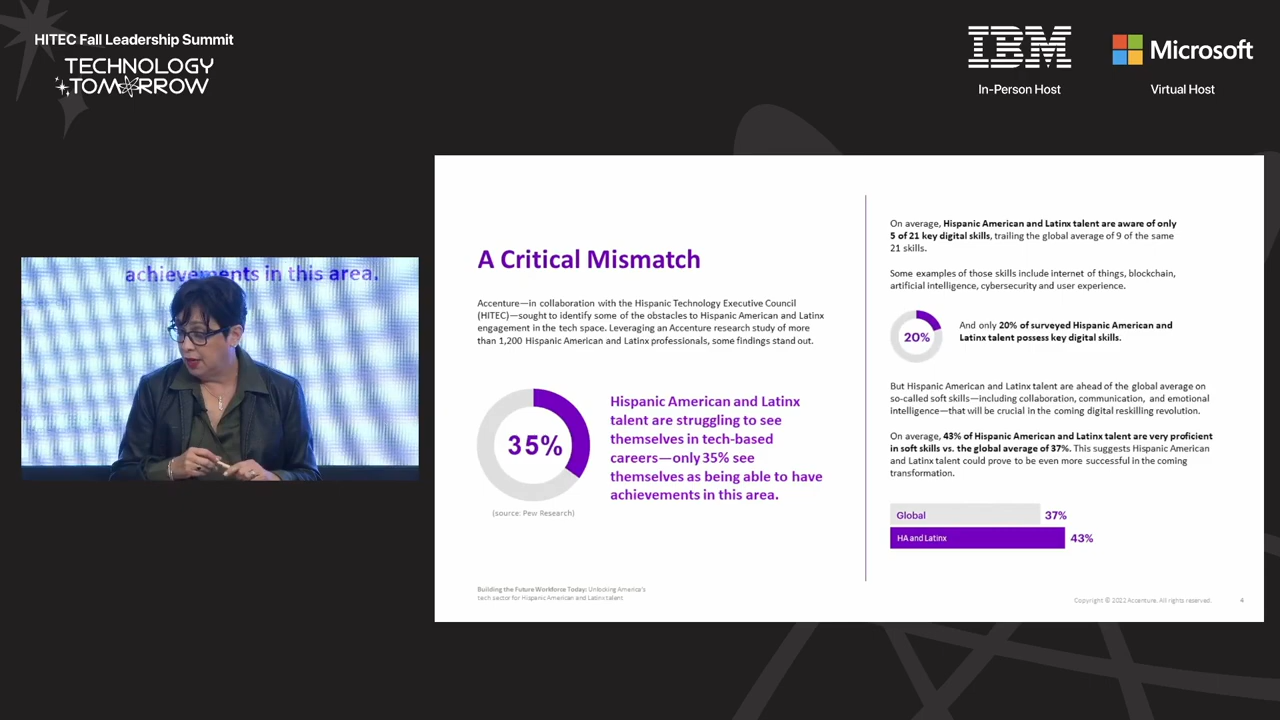 HITEC Fall Leadership Summit
TECHNOLOGY
TOMORROW
IBM
In-Person Host
Microsoft
Virtual Host
achievements in this area.
A Critical Mismatch
Accenture—in collaboration with the Hispanic Technology Executive Council
(HITEC)—sought to identify some of the obstacles to Hispanic American and Latinx
engagement in the tech space. Leveraging an Accenture research study of more
than 1,200 Hispanic American and Latinx professionals, some findings stand out.
35%
(source: Pew Research)
Hispanic American and Latinx
talent are struggling to see
themselves in tech-based
careers—only 35% see
themselves as being able to have
achievements in this area.
Building the Future Workforce Today: Unlocking America's
tech sector for Hispanic American and Latinx talent
On average, Hispanic American and Latinx talent are aware of only
5 of 21 key digital skills, trailing the global average of 9 of the same
21 skills.
Some examples of those skills include internet of things, blockchain,
artificial intelligence, cybersecurity and user experience.
20%
And only 20% of surveyed Hispanic American and
Latinx talent possess key digital skills.
But Hispanic American and Latinx talent are ahead of the global average on
so-called soft skills—including collaboration, communication, and emotional
intelligence—that will be crucial in the coming digital reskilling revolution.
On average, 43% of Hispanic American and Latinx talent are very proficient
in soft skills vs. the global average of 37%. This suggests Hispanic American
and Latinx talent could prove to be even more successful in the coming
transformation.
Global 37%
HA and Latinx 43%
Copyright © 2022 Accenture. All rights reserved. 4